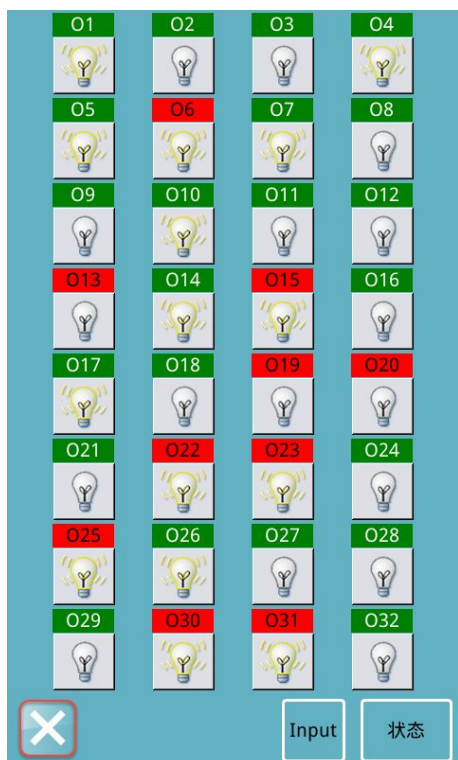 O1 O2 O3 O4
O5 O6 O7 O8
O9 O10 O11 O12
O13 O14 O15 O16
O17 O18 O19 O20
O21 O22 O23 O24
O25 O26 O27 O28
O29 O30 O31 O32
Input 状态